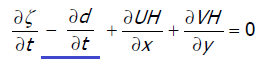 ∂ζ/∂t − ∂d/∂t + ∂UH/∂x + ∂VH/∂y = 0